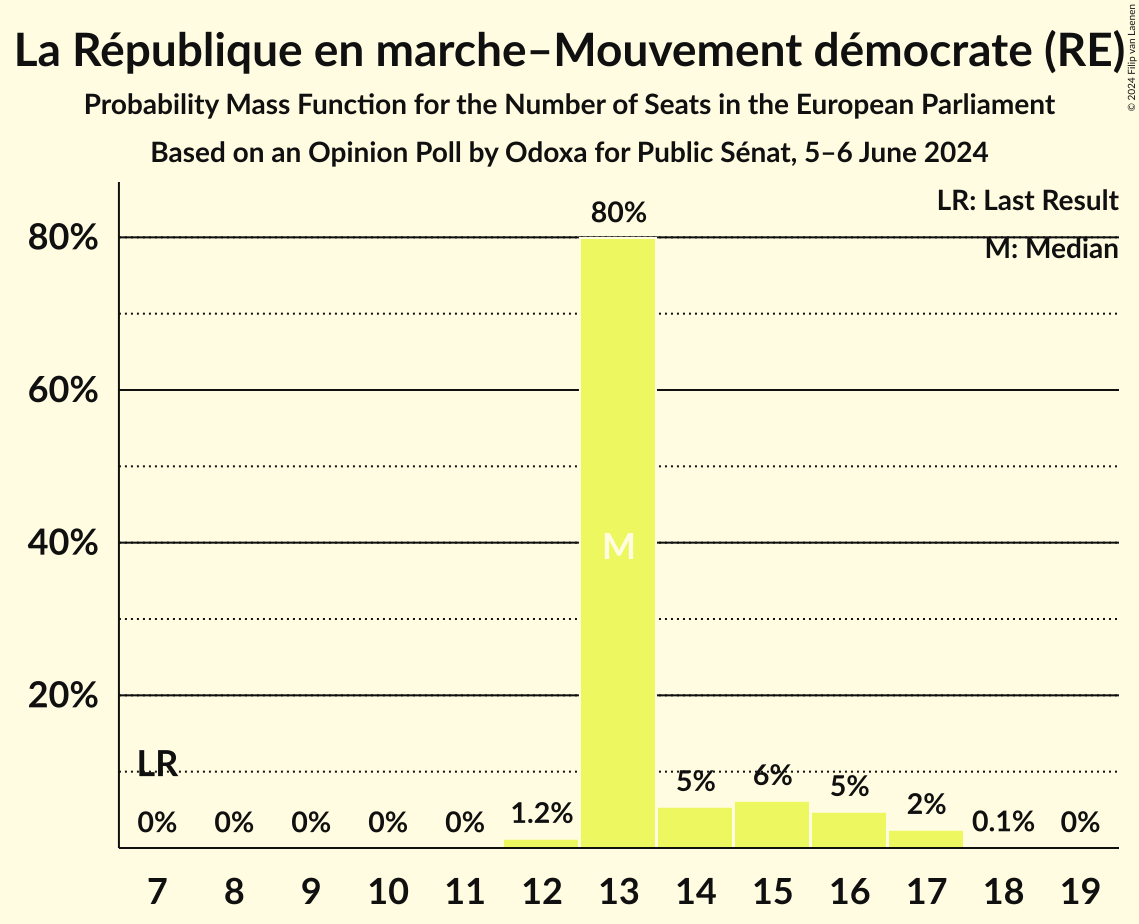 La République en marche–Mouvement démocrate (RE)
© 2024 Filip van Laenen
Probability Mass Function for the Number of Seats in the European Parliament
Based on an Opinion Poll by Odoxa for Public Sénat, 5–6 June 2024
LR: Last Result
M: Median
80%
80%
60%
40%
20%
M
LR
0% 0% 0% 0% 0% 1.2% 5% 6% 5% 2% 0.1% 0%
7 8 9 10 11 12 13 14 15 16 17 18 19